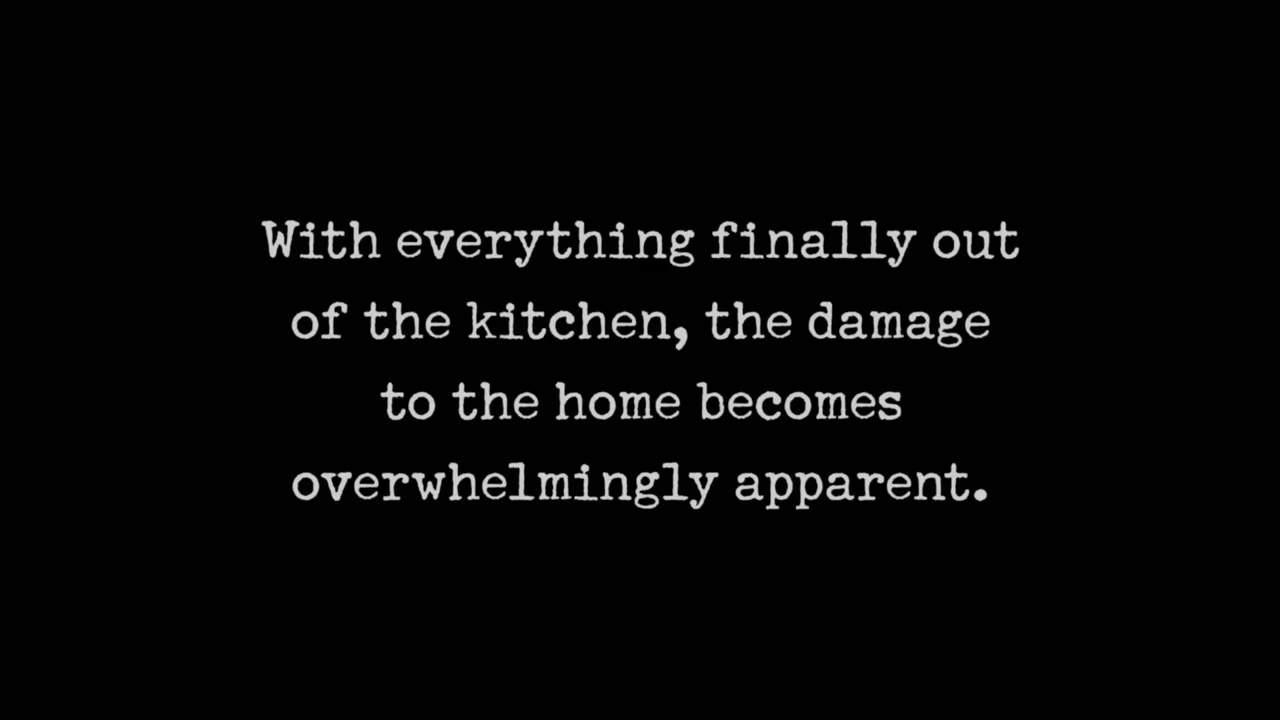 With everything finally out
of the kitchen, the damage
to the home becomes
overwhelmingly apparent.